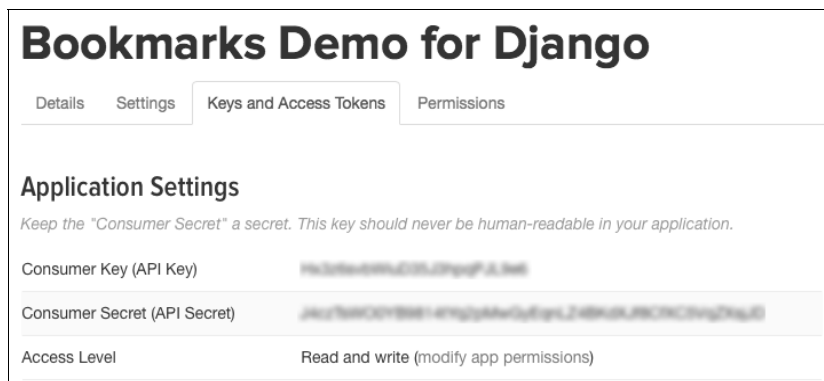 Bookmarks Demo for Django
Details Settings Keys and Access Tokens Permissions
Application Settings
Keep the "Consumer Secret" a secret. This key should never be human-readable in your application.
Consumer Key (API Key)
Consumer Secret (API Secret)
Access Level Read and write (modify app permissions)